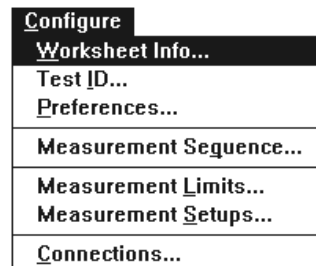 Configure
Worksheet Info...
Test ID...
Preferences...
Measurement Sequence...
Measurement Limits...
Measurement Setups...
Connections...